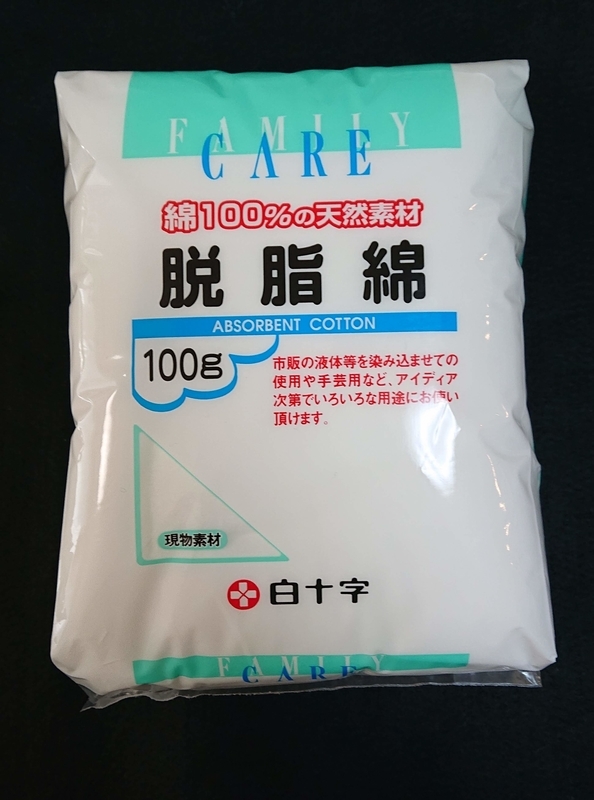 FAMILY
CARE
綿100%の天然素材
脱脂綿
ABSORBENT COTTON
100g
市販の液体等を染み込ませての
使用や手芸用など、アイディア
次第でいろいろな用途にお使い
頂けます。
現物素材
白十字
FAMILY
CARE